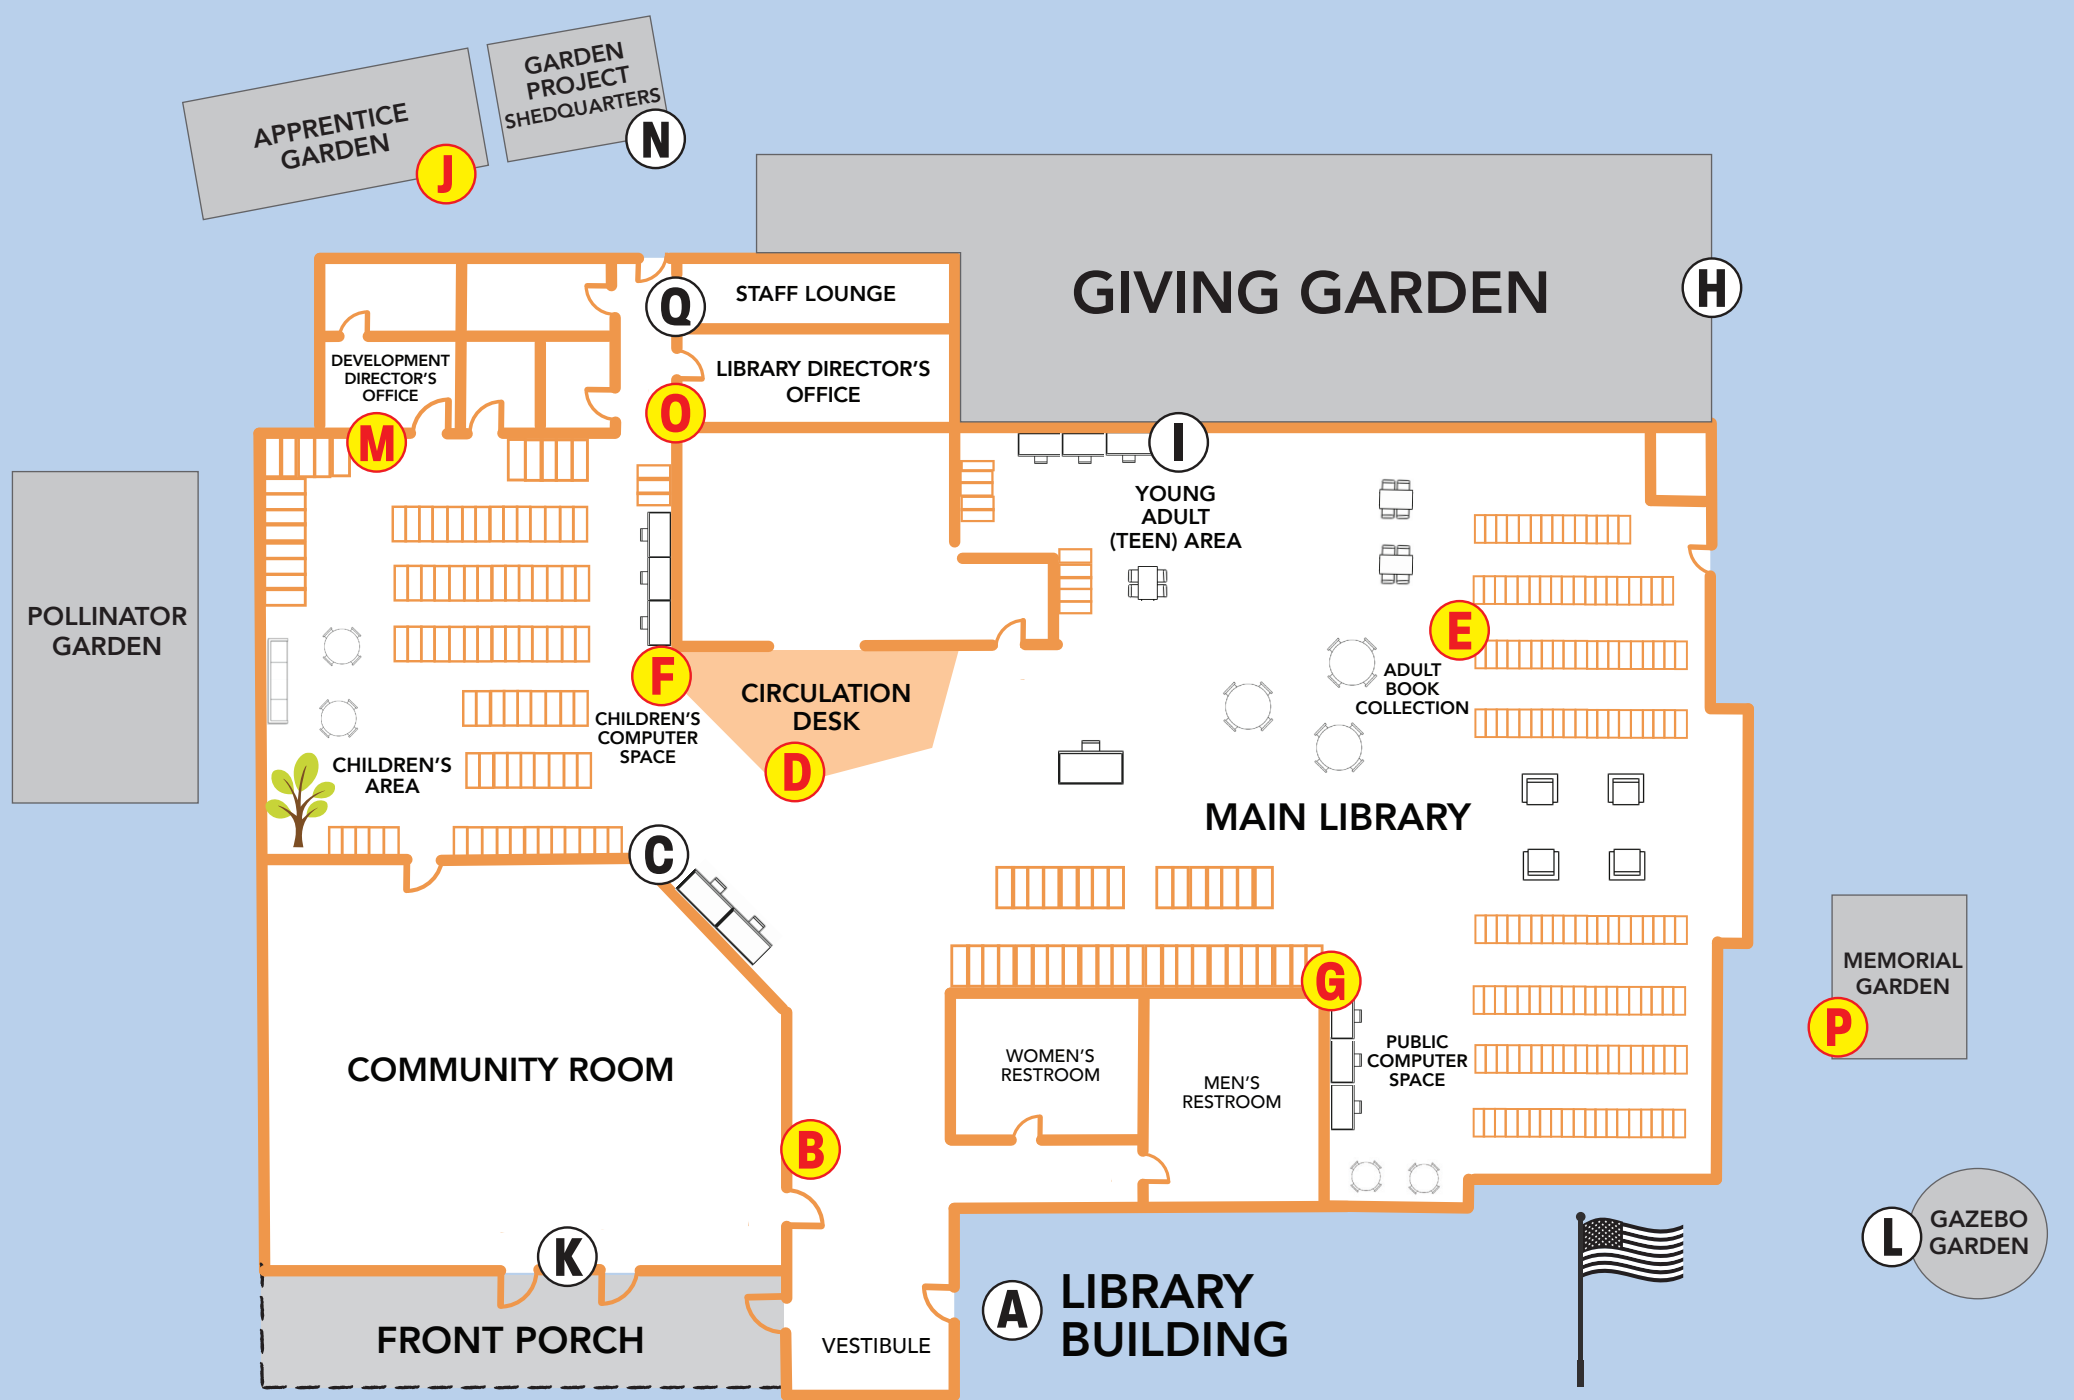 GARDEN
PROJECT
SHEDQUARTERS
N
APPRENTICE
GARDEN
J
GIVING GARDEN
H
STAFF LOUNGE
Q
LIBRARY DIRECTOR'S
OFFICE
O
DEVELOPMENT
DIRECTOR'S
OFFICE
M
I
YOUNG
ADULT
(TEEN) AREA
POLLINATOR
GARDEN
E
ADULT
BOOK
COLLECTION
F
CHILDREN'S
COMPUTER
SPACE
CIRCULATION
DESK
D
CHILDREN'S
AREA
MAIN LIBRARY
C
G
MEMORIAL
GARDEN
P
COMMUNITY ROOM
WOMEN'S
RESTROOM
MEN'S
RESTROOM
PUBLIC
COMPUTER
SPACE
B
L
GAZEBO
GARDEN
K
A
LIBRARY
BUILDING
FRONT PORCH
VESTIBULE